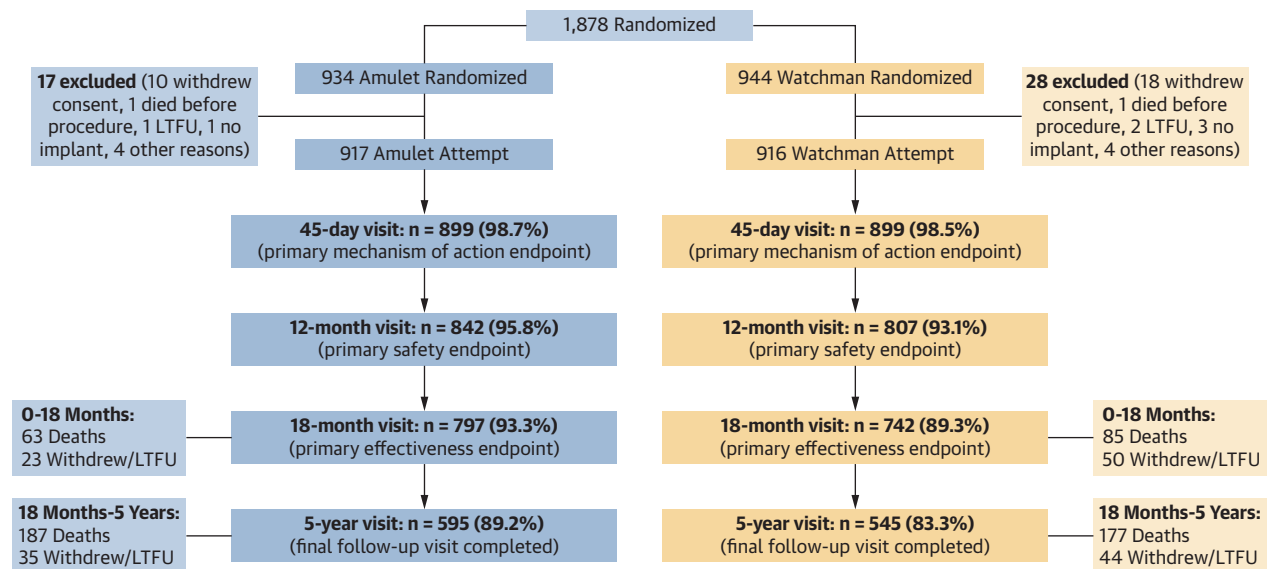 1,878 Randomized
17 excluded (10 withdrew
consent, 1 died before
procedure, 1 LTFU, 1 no
implant, 4 other reasons)
934 Amulet Randomized
917 Amulet Attempt
944 Watchman Randomized
916 Watchman Attempt
28 excluded (18 withdrew
consent, 1 died before
procedure, 2 LTFU, 3 no
implant, 4 other reasons)
45-day visit: n = 899 (98.7%)
(primary mechanism of action endpoint)
45-day visit: n = 899 (98.5%)
(primary mechanism of action endpoint)
12-month visit: n = 842 (95.8%)
(primary safety endpoint)
12-month visit: n = 807 (93.1%)
(primary safety endpoint)
0-18 Months:
63 Deaths
23 Withdrew/LTFU
18-month visit: n = 797 (93.3%)
(primary effectiveness endpoint)
18-month visit: n = 742 (89.3%)
(primary effectiveness endpoint)
0-18 Months:
85 Deaths
50 Withdrew/LTFU
18 Months-5 Years:
187 Deaths
35 Withdrew/LTFU
5-year visit: n = 595 (89.2%)
(final follow-up visit completed)
5-year visit: n = 545 (83.3%)
(final follow-up visit completed)
18 Months-5 Years:
177 Deaths
44 Withdrew/LTFU